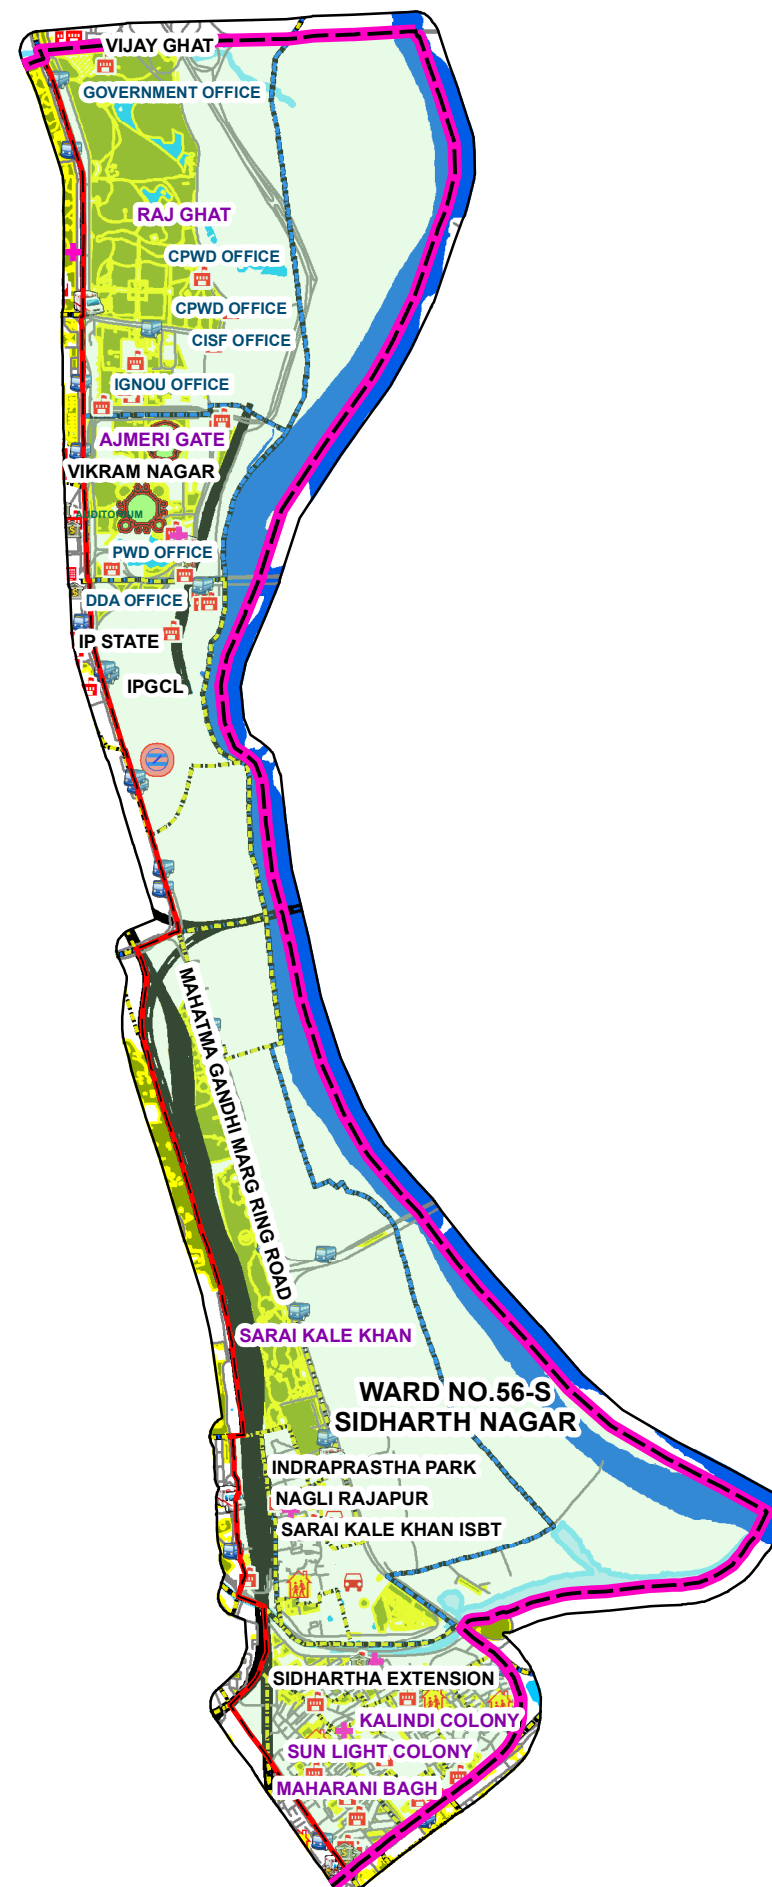 VIJAY GHAT
GOVERNMENT OFFICE
RAJ GHAT
CPWD OFFICE
CPWD OFFICE
CISF OFFICE
IGNOU OFFICE
AJMERI GATE
VIKRAM NAGAR
AUDITORIUM
PWD OFFICE
DDA OFFICE
IP STATE
IPGCL
MAHATMA GANDHI MARG RING ROAD
SARAI KALE KHAN
WARD NO.56-S
SIDHARTH NAGAR
INDRAPRASTHA PARK
NAGLI RAJAPUR
SARAI KALE KHAN ISBT
SIDHARTHA EXTENSION
KALINDI COLONY
SUN LIGHT COLONY
MAHARANI BAGH